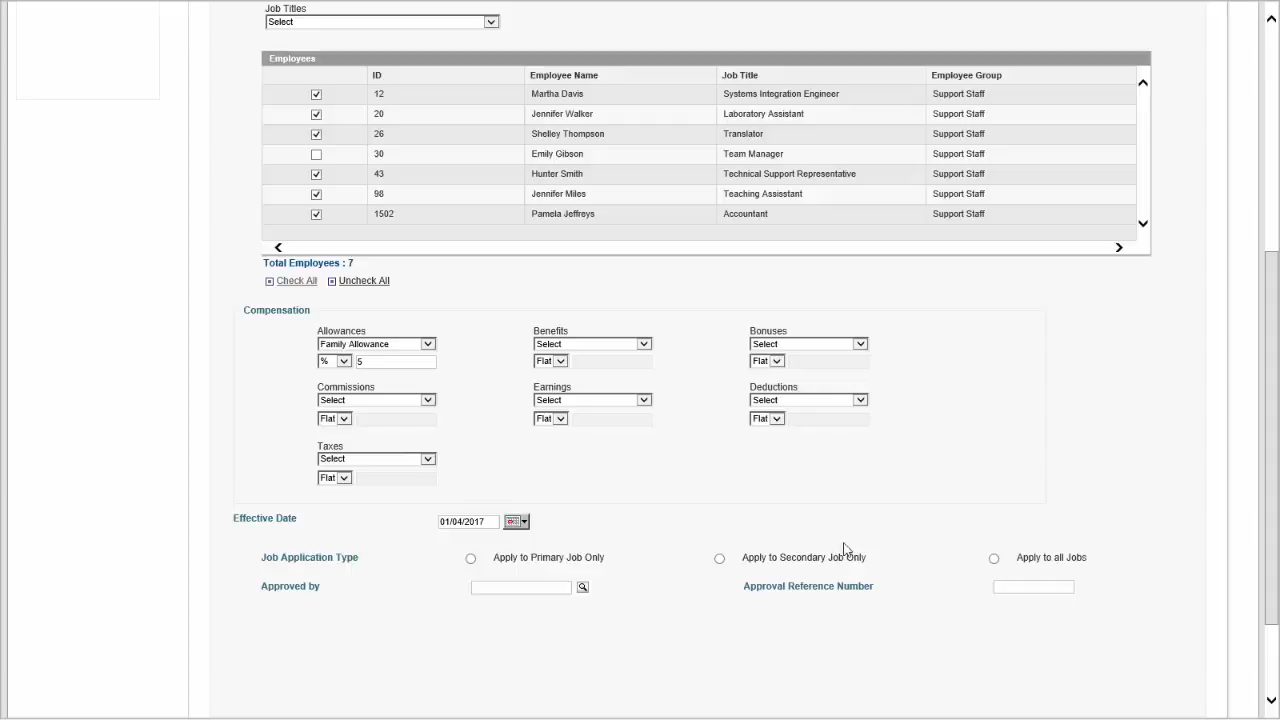 Job Titles
Select
Employees
ID Employee Name Job Title Employee Group
12 Martha Davis Systems Integration Engineer Support Staff
20 Jennifer Walker Laboratory Assistant Support Staff
26 Shelley Thompson Translator Support Staff
30 Emily Gibson Team Manager Support Staff
43 Hunter Smith Technical Support Representative Support Staff
98 Jennifer Miles Teaching Assistant Support Staff
1502 Pamela Jeffreys Accountant Support Staff
Total Employees : 7
Check All Uncheck All
Compensation
Allowances Benefits Bonuses
Family Allowance Select Select
% 5 Flat Flat
Commissions Earnings Deductions
Select Select Select
Flat Flat Flat
Taxes
Select
Flat
Effective Date 01/04/2017
Job Application Type Apply to Primary Job Only Apply to Secondary Job Only Apply to all Jobs
Approved by Approval Reference Number